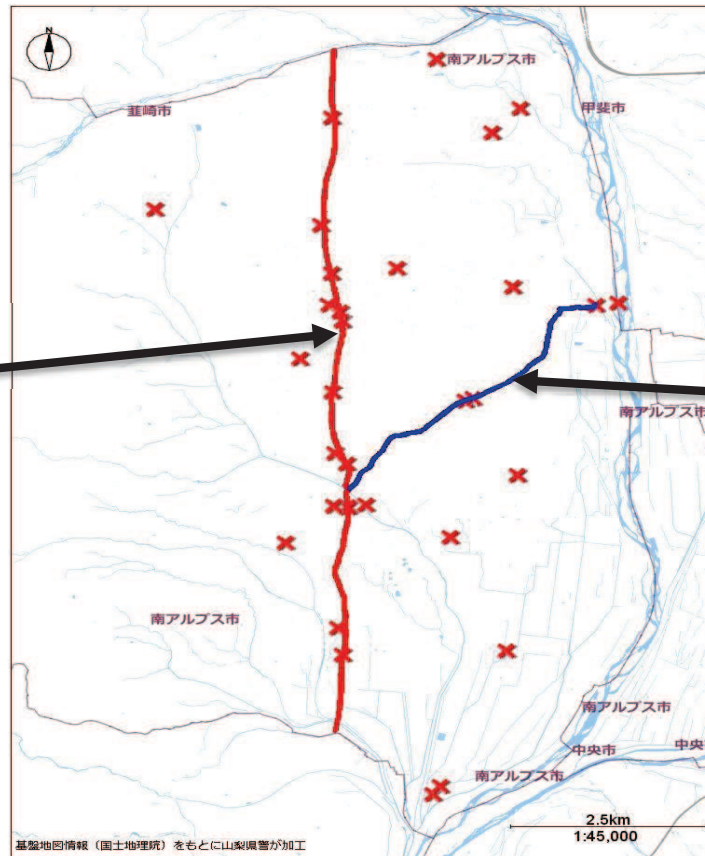 N
南アルプス市
韮崎市
甲斐市
南アルプス市
南アルプス市
南アルプス市
中央市
中央
南アルプス市
2.5km
1:45,000
基盤地図情報（国土地理院）をもとに山梨県警が加工